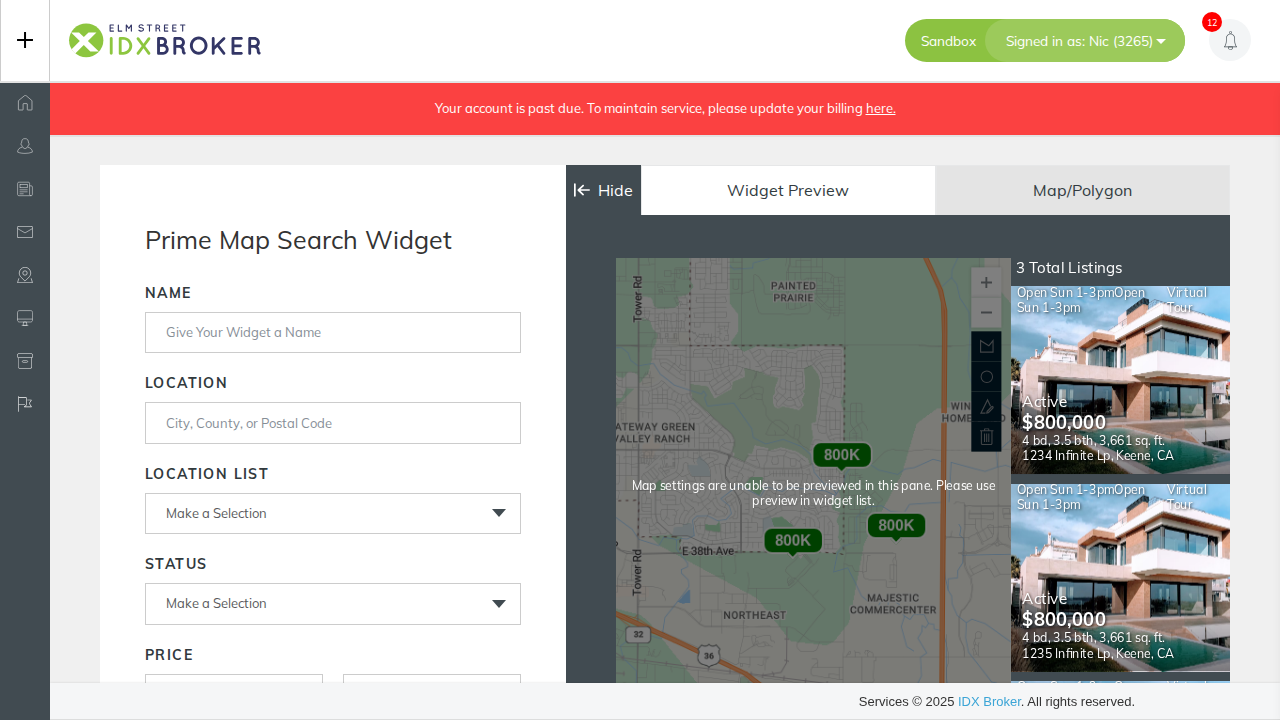 ELM STREET
IDXBROKER
Sandbox
Signed in as: Nic (3265)
12
Your account is past due. To maintain service, please update your billing here.
Hide
Widget Preview
Map/Polygon
Prime Map Search Widget
NAME
Give Your Widget a Name
LOCATION
City, County, or Postal Code
LOCATION LIST
Make a Selection
STATUS
Make a Selection
PRICE
3 Total Listings
Tower Rd
PAINTED
PRAIRIE
ATEWAY GREEN
VALLEY RANCH
800K
Map settings are unable to be previewed in this pane. Please use
preview in widget list.
800K
800K
E 38th Ave
Tower Rd
MAJESTIC
COMMERCENTER
NORTHEAST
32
36
Open Sun 1-3pmOpen
Sun 1-3pm
Virtual
Tour
Active
$800,000
4 bd, 3.5 bth, 3,661 sq. ft.
1234 Infinite Lp, Keene, CA
Open Sun 1-3pmOpen
Sun 1-3pm
Virtual
Tour
Active
$800,000
4 bd, 3.5 bth, 3,661 sq. ft.
1235 Infinite Lp, Keene, CA
Services © 2025 IDX Broker. All rights reserved.